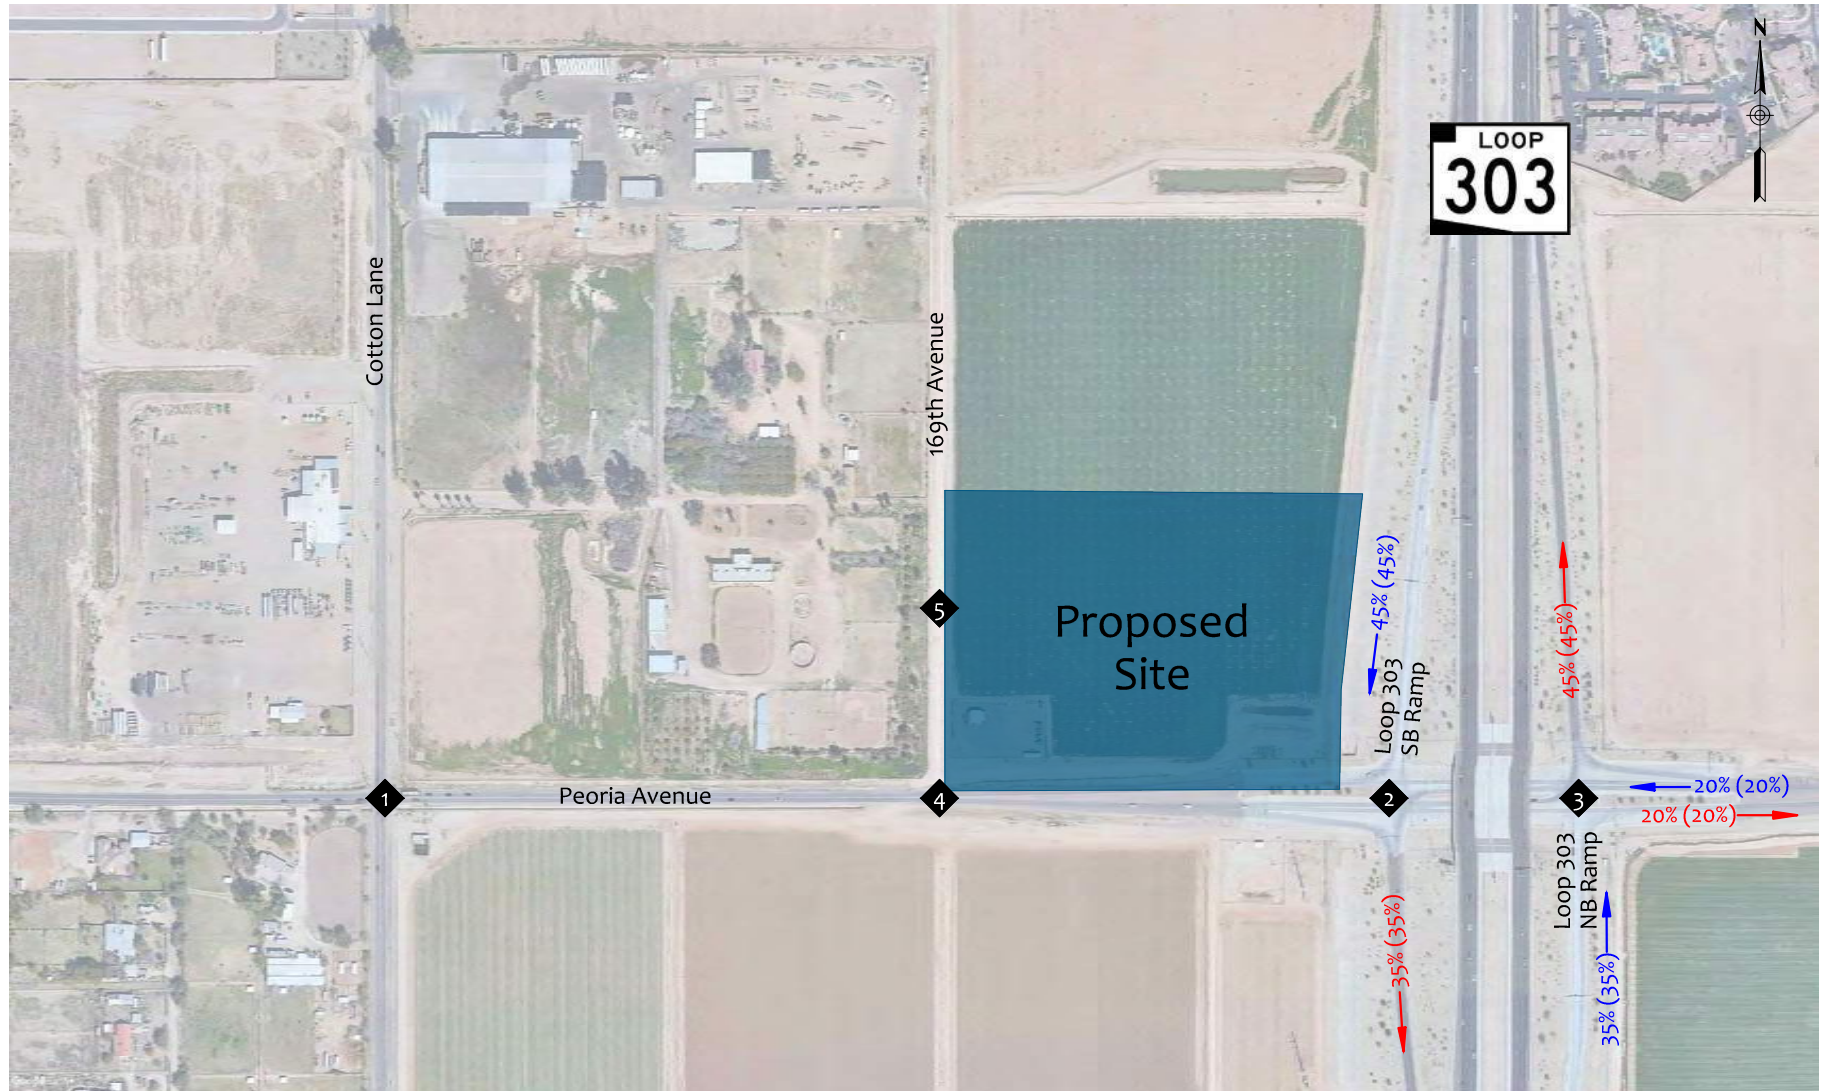 N
LOOP
303
Cotton Lane
169th Avenue
45% (45%)
45% (45%)
5
Proposed
Site
Loop 303
SB Ramp
1
Peoria Avenue
4
2
3
20% (20%)
20% (20%)
Loop 303
NB Ramp
35% (35%)
35% (35%)